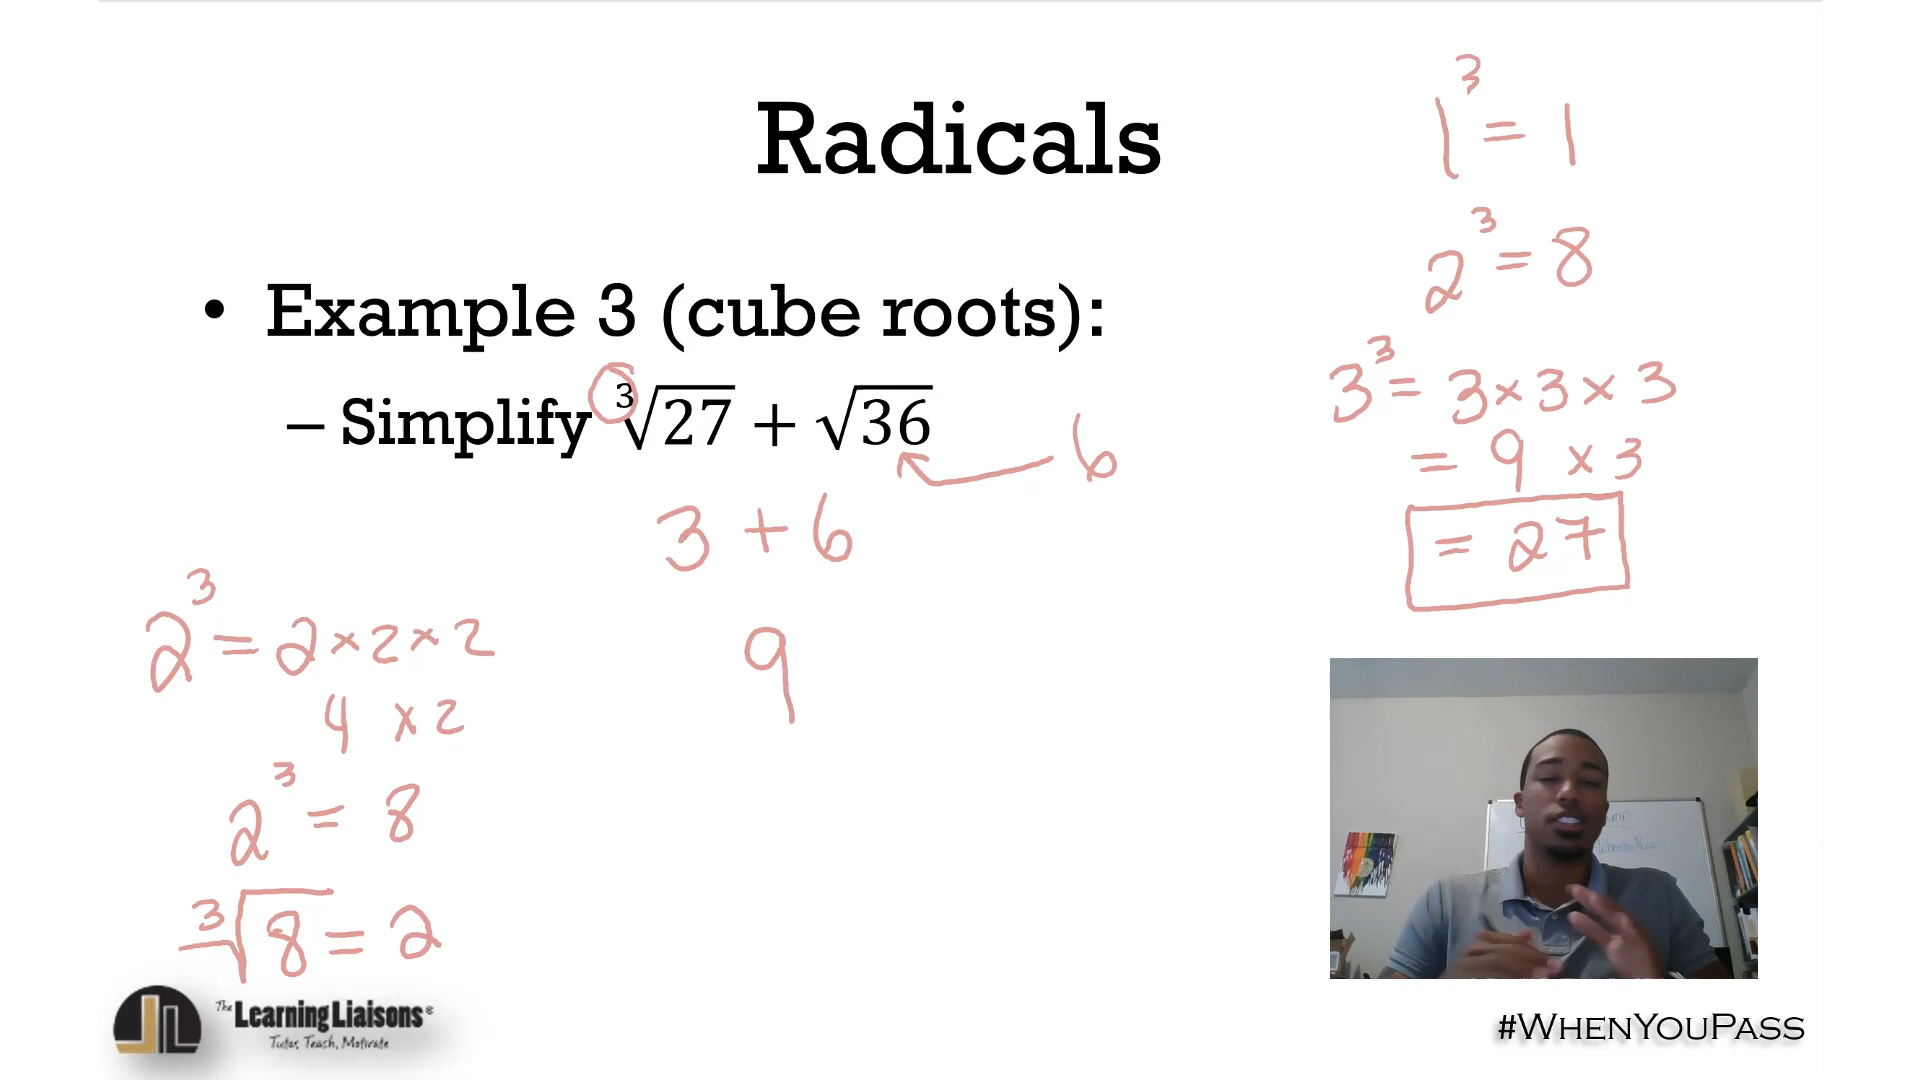 Radicals
• Example 3 (cube roots):
– Simplify ³√27 + √36
6
3 + 6
9
2³ = 2 × 2 × 2
4 × 2
2³ = 8
³√8 = 2
1³ = 1
2³ = 8
3³ = 3 × 3 × 3
= 9 × 3
= 27
The Learning Liaisons®
Tutor, Teach, Motivate
#WHENYOUPASS